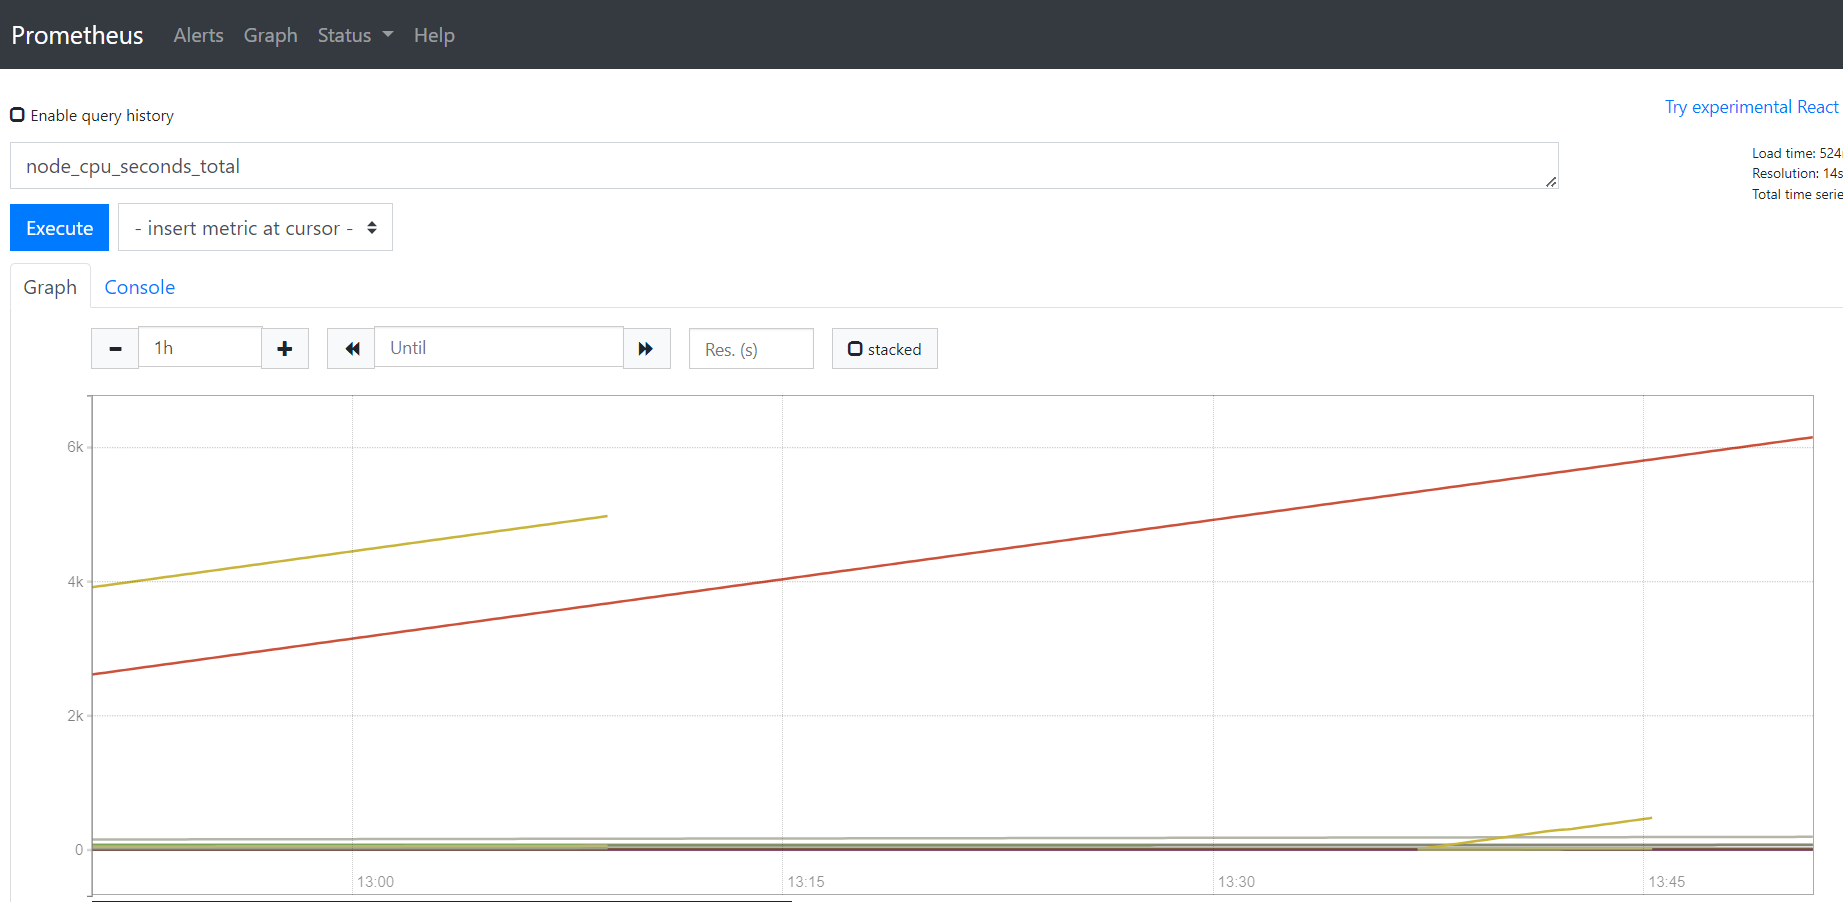 Prometheus Alerts Graph Status Help
Enable query history
Try experimental React
node_cpu_seconds_total
Load time: 524
Resolution: 14s
Total time serie
Execute - insert metric at cursor -
Graph Console
1h Until Res. (s) stacked
6k
4k
2k
0
13:00 13:15 13:30 13:45